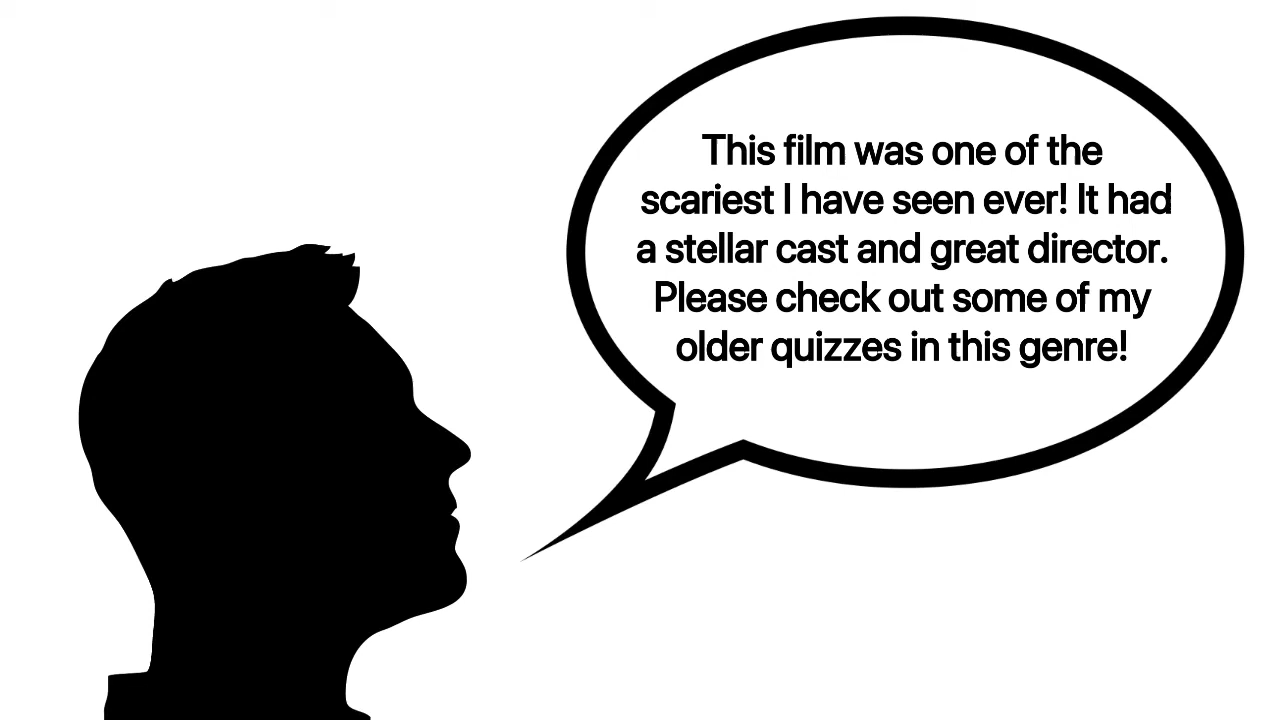 This film was one of the
scariest I have seen ever! It had
a stellar cast and great director.
Please check out some of my
older quizzes in this genre!